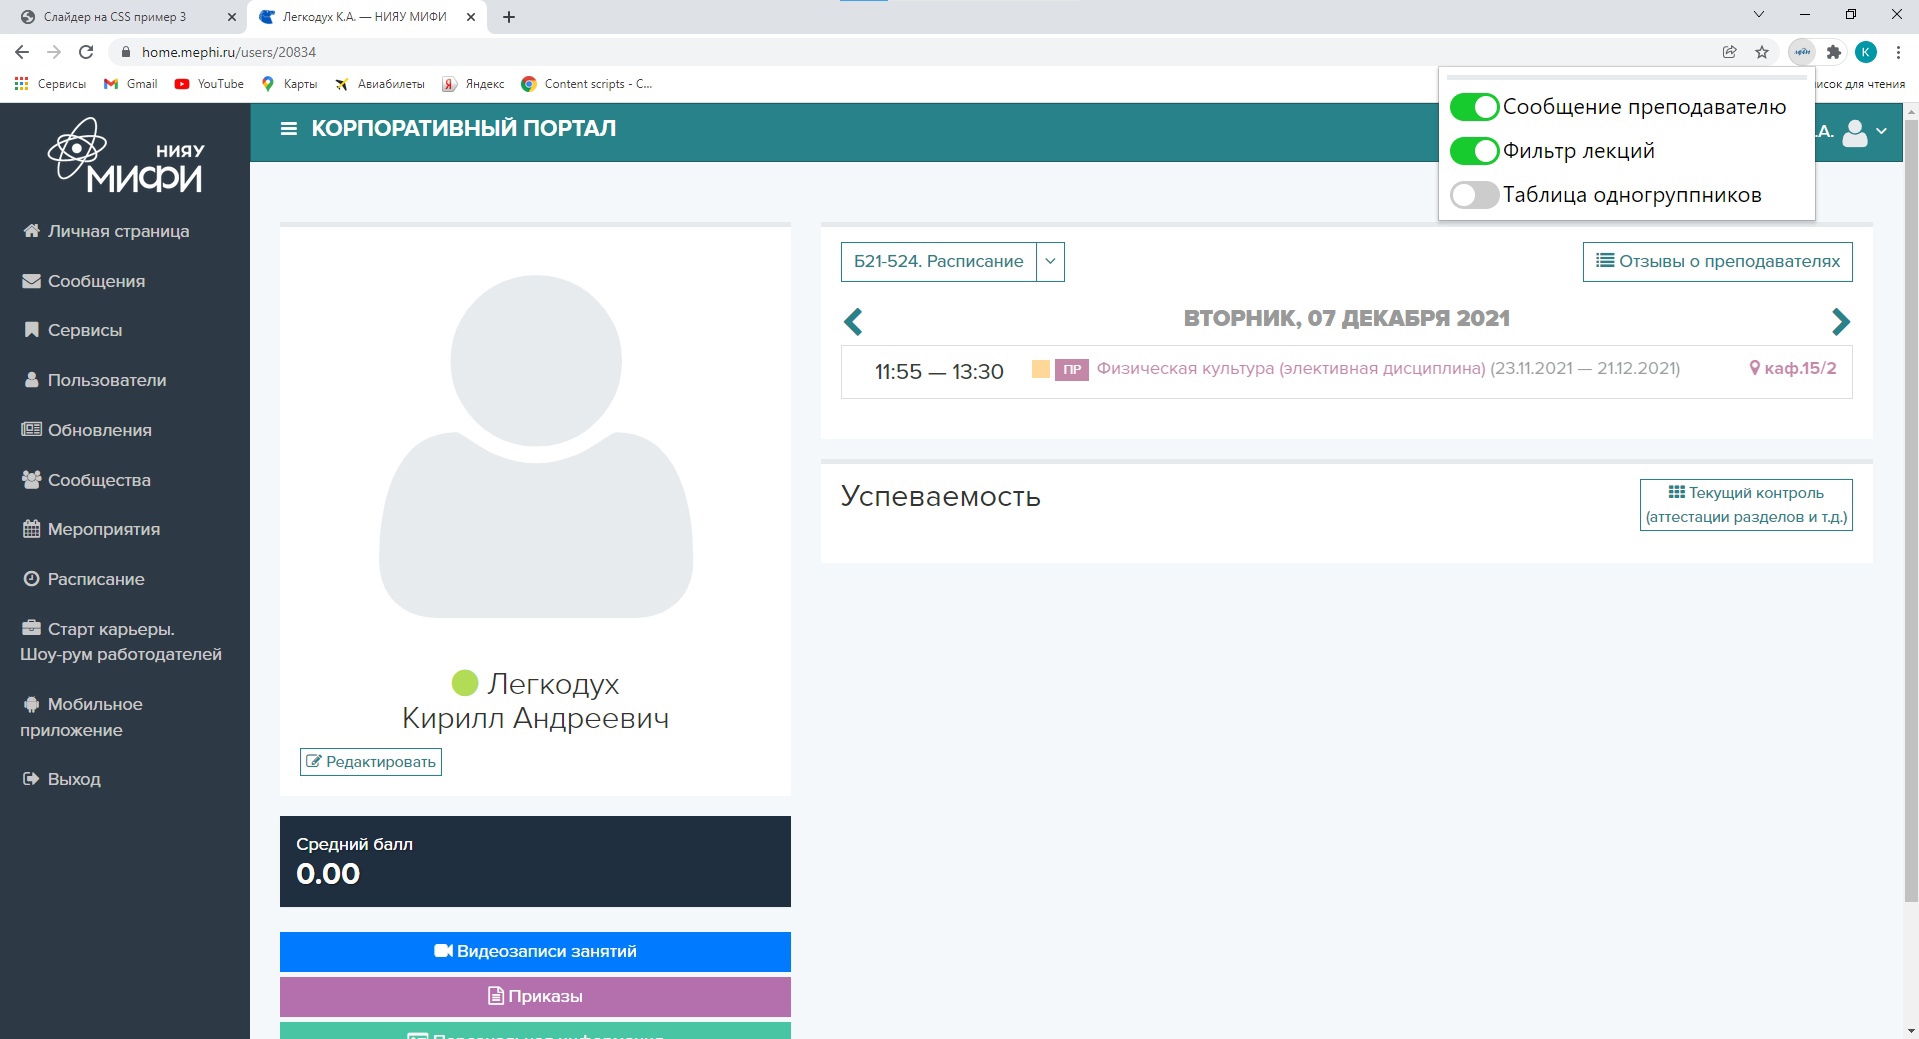 Слайдер на CSS пример 3
Легкодух К.А. — НИЯУ МИФИ
home.mephi.ru/users/20834
K
Сервисы
Gmail
YouTube
Карты
Авиабилеты
Яндекс
Content scripts - C...
исок для чтения
Сообщение преподавателю
Фильтр лекций
Таблица одногруппников
НИЯУ
МИФИ
КОРПОРАТИВНЫЙ ПОРТАЛ
.А.
Личная страница
Сообщения
Сервисы
Пользователи
Обновления
Сообщества
Мероприятия
Расписание
Старт карьеры.
Шоу-рум работодателей
Мобильное
приложение
Выход
Легкодух
Кирилл Андреевич
Редактировать
Средний балл
0.00
Видеозаписи занятий
Приказы
Б21-524. Расписание
Отзывы о преподавателях
ВТОРНИК, 07 ДЕКАБРЯ 2021
11:55 — 13:30 ПР Физическая культура (элективная дисциплина) (23.11.2021 — 21.12.2021) каф.15/2
Успеваемость
Текущий контроль
(аттестации разделов и т.д.)